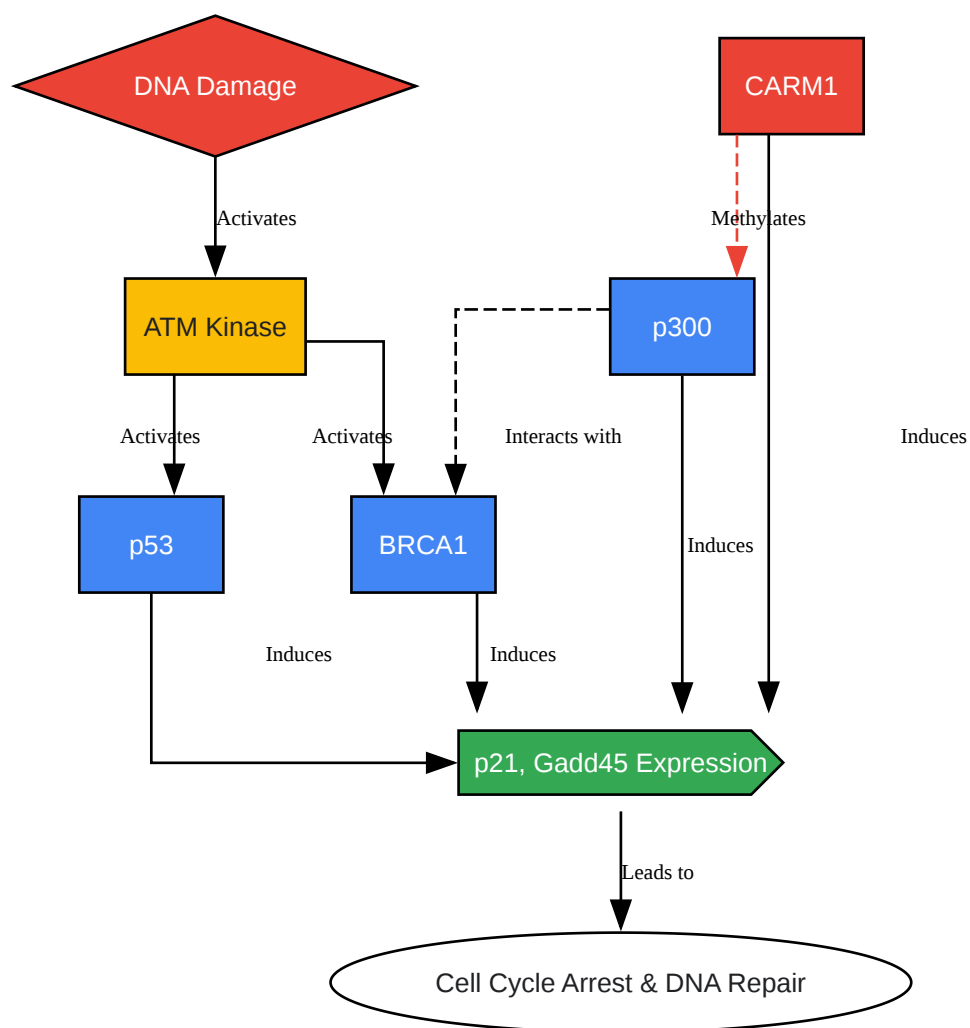 DNA Damage
CARM1
Activates
Methylates
ATM Kinase
p300
Activates
Activates
Interacts with
Induces
p53
BRCA1
Induces
Induces
Induces
p21, Gadd45 Expression
Leads to
Cell Cycle Arrest & DNA Repair